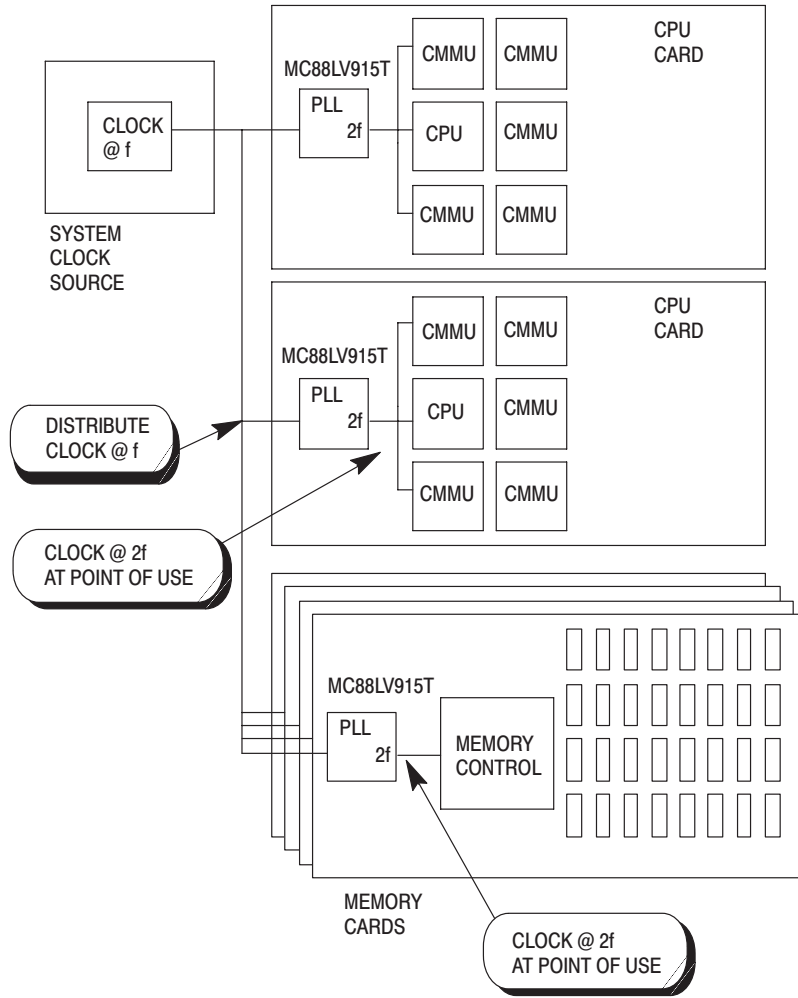 CPU
CARD
MC88LV915T
PLL
2f
CMMU
CMMU
CPU
CMMU
CMMU
CMMU
CLOCK
@ f
SYSTEM
CLOCK
SOURCE
CPU
CARD
MC88LV915T
PLL
2f
CMMU
CMMU
CPU
CMMU
CMMU
CMMU
DISTRIBUTE
CLOCK @ f
CLOCK @ 2f
AT POINT OF USE
MC88LV915T
PLL
2f
MEMORY
CONTROL
MEMORY
CARDS
CLOCK @ 2f
AT POINT OF USE